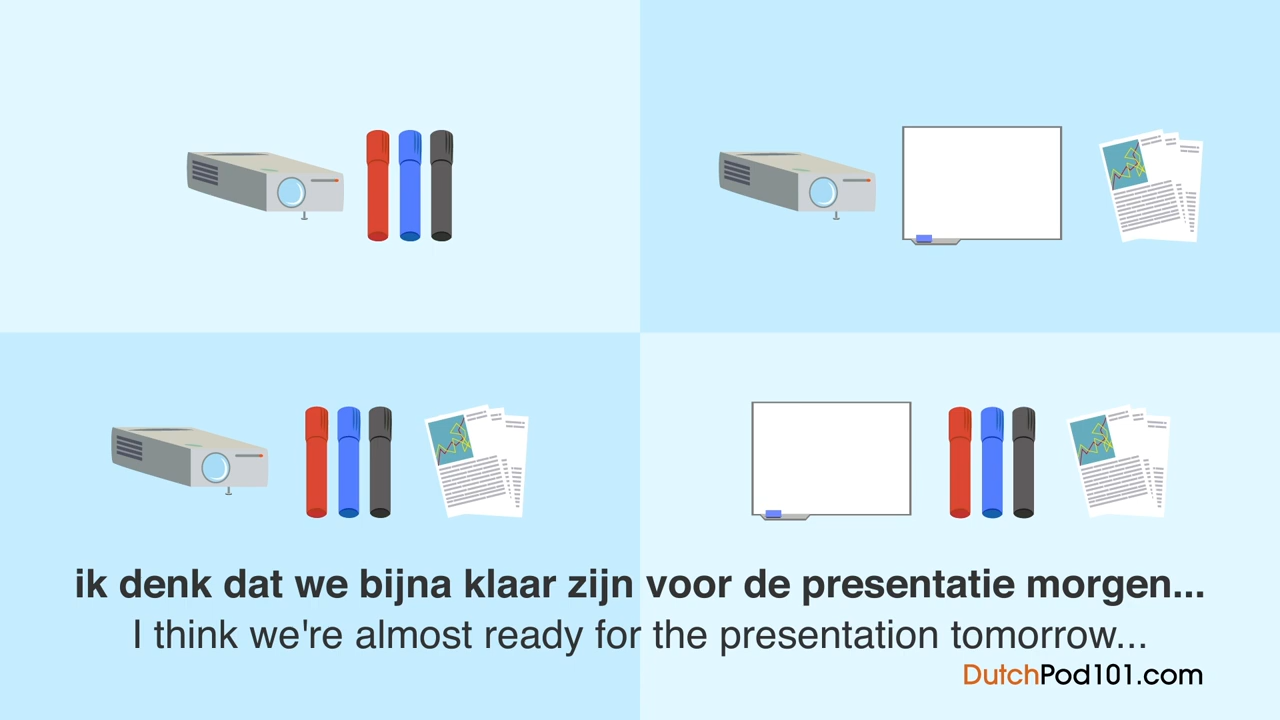 ik denk dat we bijna klaar zijn voor de presentatie morgen...
I think we're almost ready for the presentation tomorrow...
DutchPod101.com